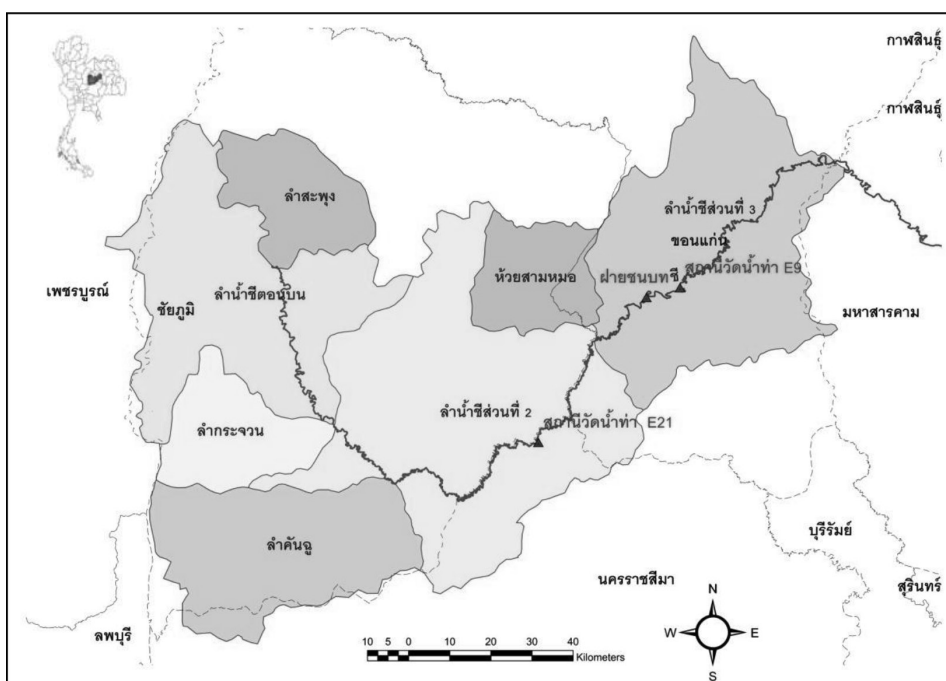 กาฬสินธุ์
กาฬสินธุ์
ลำสะพุง
ลำน้ำชีส่วนที่ 3
ขอนแก่น
ห้วยสามหมอ
ฝายชนบท
ชี
สถานีวัดน้ำท่า E9
เพชรบูรณ์
ชัยภูมิ
ลำน้ำชีตอนบน
มหาสารคาม
ลำน้ำชีส่วนที่ 2
สถานีวัดน้ำท่า E21
ลำกระจวน
ลำคันฉู
บุรีรัมย์
นครราชสีมา
สุรินทร์
ลพบุรี
N
W
E
S
10 5 0 10 20 30 40
Kilometers